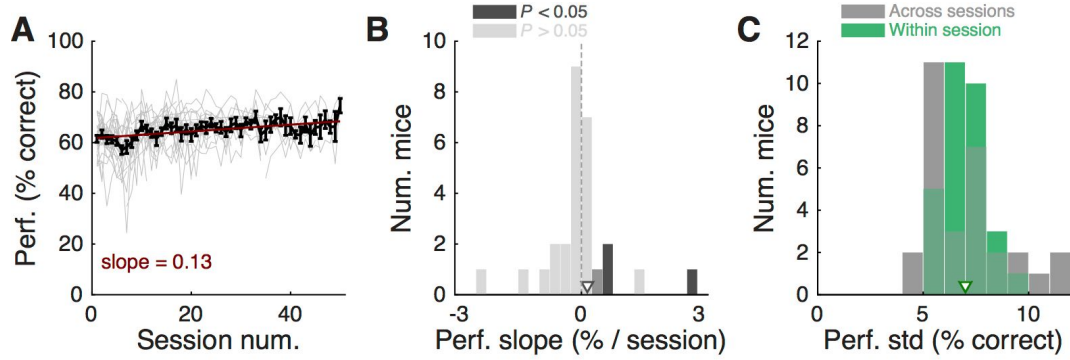 A
Perf. (% correct)
100
80
60
40
20
0
slope = 0.13
0
20
40
Session num.
B
P < 0.05
P > 0.05
Num. mice
10
8
6
4
2
0
-3
0
3
Perf. slope (% / session)
C
Across sessions
Within session
Num. mice
12
10
8
6
4
2
0
0
5
10
Perf. std (% correct)